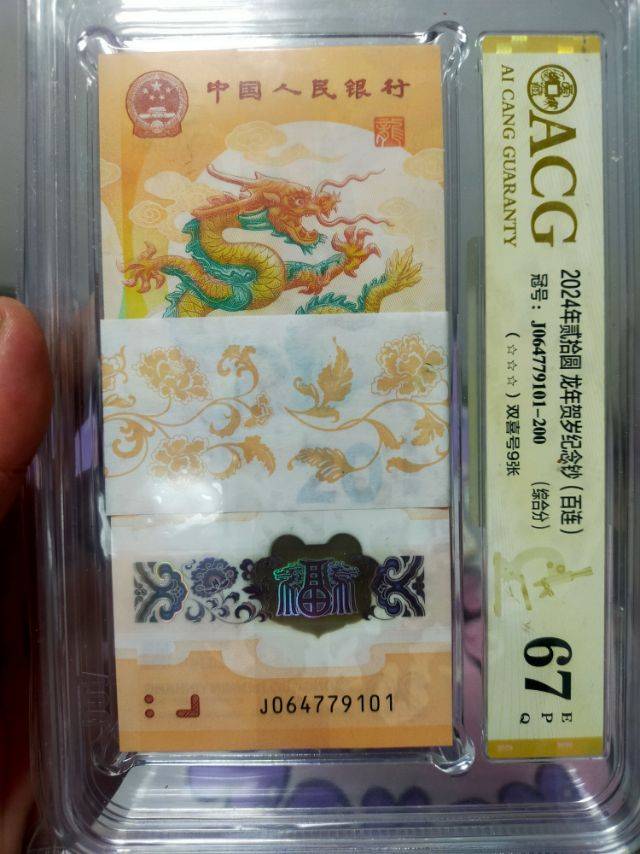 中国人民银行
龍
J064779101
ACG
AI CANG GUARANTY
2024年贰拾圆 龙年贺岁纪念钞（百连）
冠号：J064779101-200 （综合分）
（☆☆☆）双喜号9张
67 EPQ